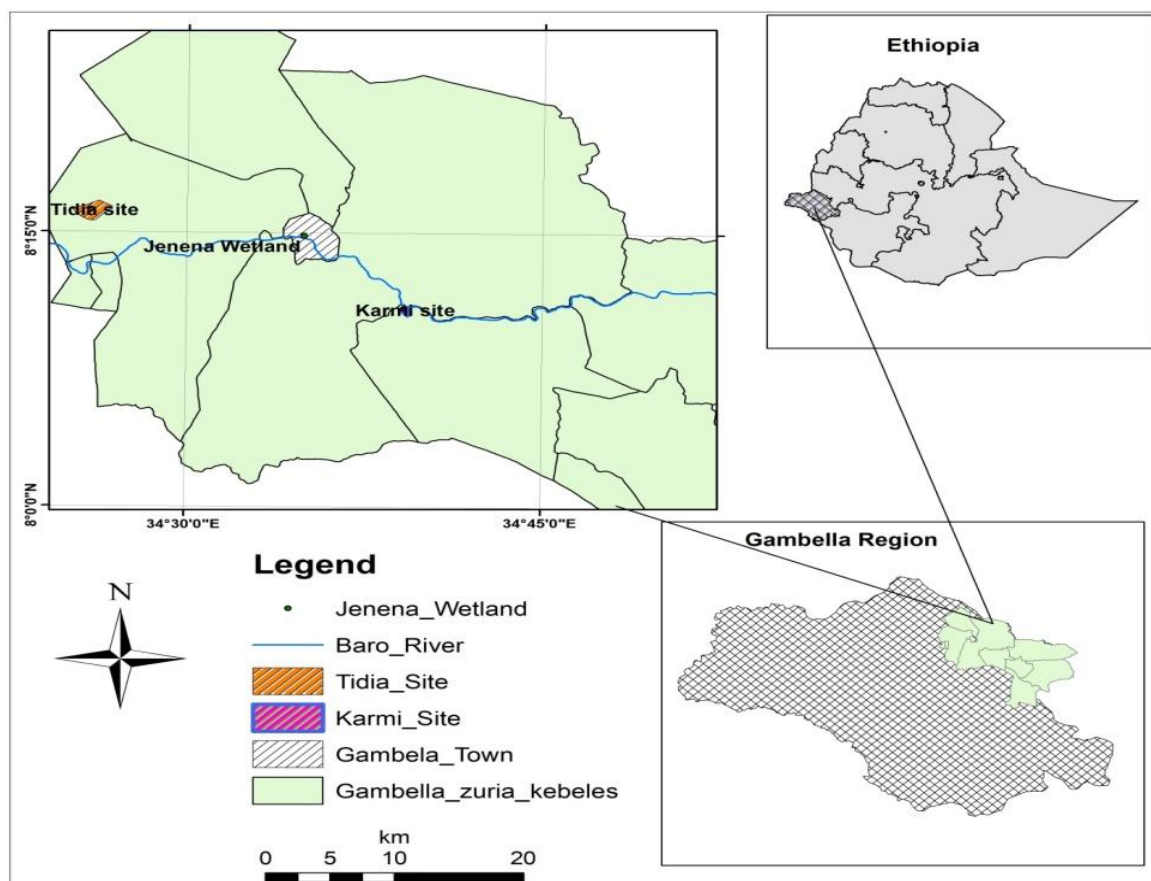 Ethiopia
Tidia site
8°15'0"N
Jenena Wetland
Karmi site
8°0'0"N
34°30'0"E
34°45'0"E
Gambella Region
Legend
N
Jenena_Wetland
Baro_River
Tidia_Site
Karmi_Site
Gambela_Town
Gambella_zuria_kebeles
km
0 5 10 20